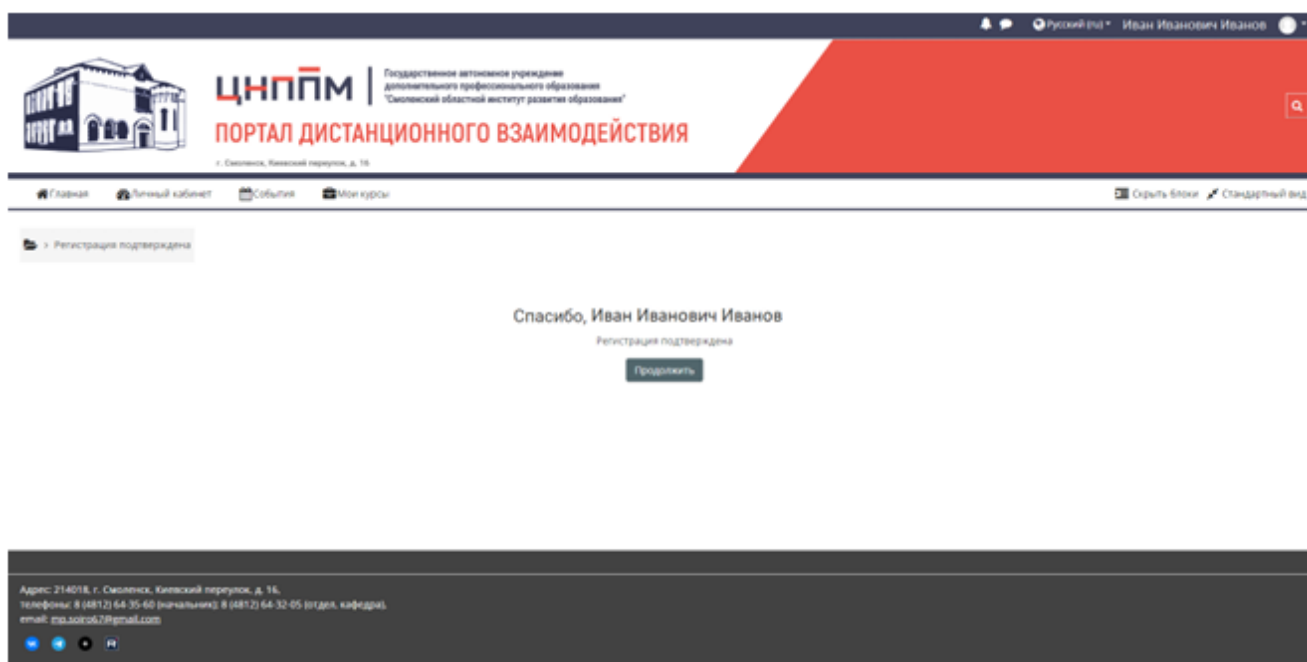 Русский (ru) Иван Иванович Иванов
ЦНППМ
Государственное автономное учреждение
дополнительного профессионального образования
"Смоленский областной институт развития образования"
ПОРТАЛ ДИСТАНЦИОННОГО ВЗАИМОДЕЙСТВИЯ
г. Смоленск, Киевский переулок, д. 16
Главная Личный кабинет События Мои курсы Скрыть блоки Стандартный вид
> Регистрация подтверждена
Спасибо, Иван Иванович Иванов
Регистрация подтверждена
Продолжить
Адрес: 214018, г. Смоленск, Киевский переулок, д. 16,
телефоны: 8 (4812) 64-35-60 (начальник); 8 (4812) 64-32-05 (отдел, кафедра),
email: mp.soiro67@gmail.com